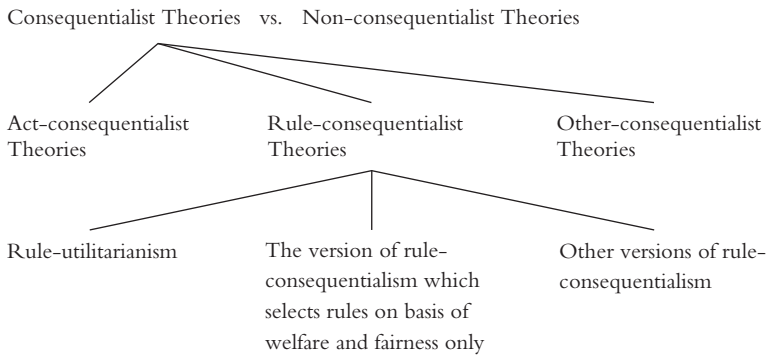 Consequentialist Theories vs. Non-consequentialist Theories
Act-consequentialist
Theories
Rule-consequentialist
Theories
Other-consequentialist
Theories
Rule-utilitarianism
The version of rule-
consequentialism which
selects rules on basis of
welfare and fairness only
Other versions of rule-
consequentialism